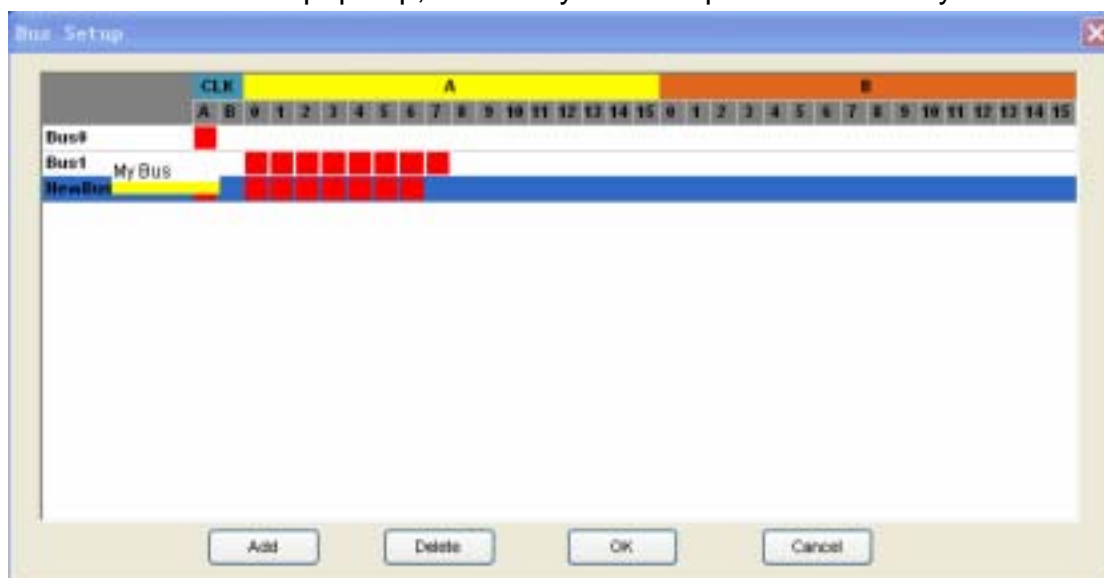 Bus Setup
CLK A B
A B 0 1 2 3 4 5 6 7 8 9 10 11 12 13 14 15 0 1 2 3 4 5 6 7 8 9 10 11 12 13 14 15
Bus0
Bus1
My Bus
NewBus
Add Delete OK Cancel